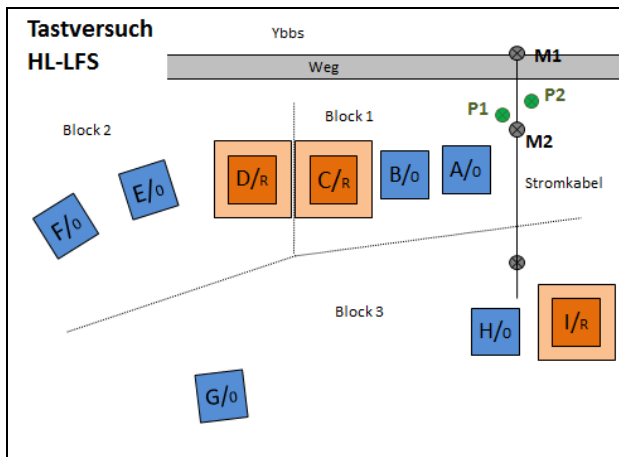 Tastversuch
HL-LFS
Ybbs
Weg
M1
P1
P2
M2
Block 1
Block 2
D/R
C/R
B/0
A/0
E/0
F/0
Stromkabel
Block 3
H/0
I/R
G/0